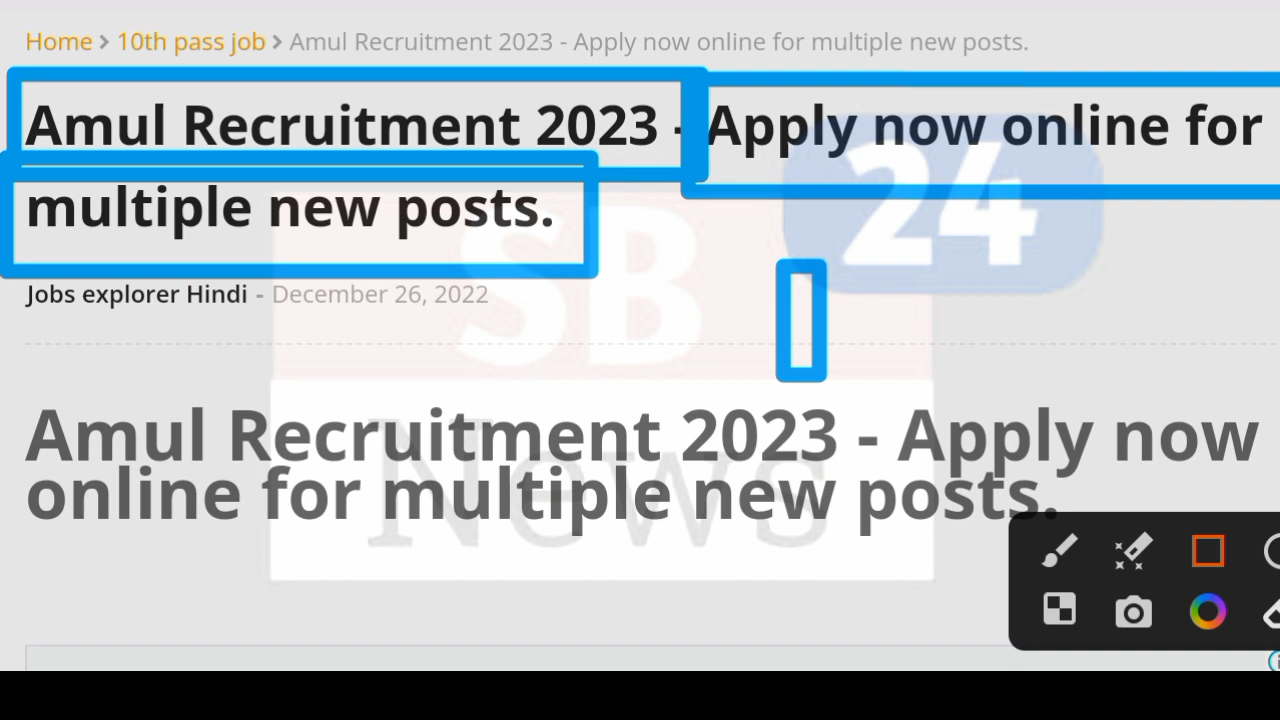 Home > 10th pass job > Amul Recruitment 2023 - Apply now online for multiple new posts.
Amul Recruitment 2023 - Apply now online for
multiple new posts.
24
SB
Jobs explorer Hindi - December 26, 2022
Amul Recruitment 2023 - Apply now
online for multiple new posts.
News